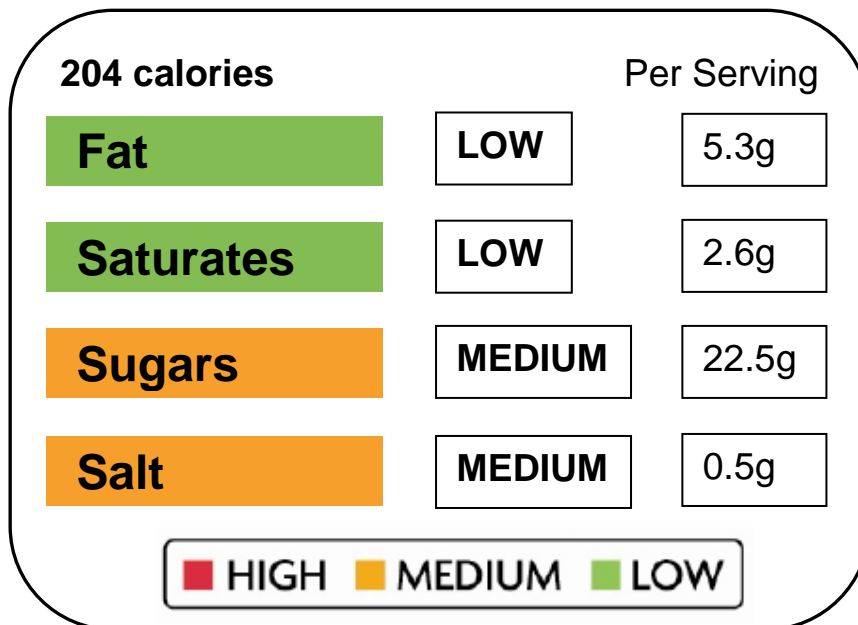 204 calories Per Serving
Fat LOW 5.3g
Saturates LOW 2.6g
Sugars MEDIUM 22.5g
Salt MEDIUM 0.5g
HIGH MEDIUM LOW